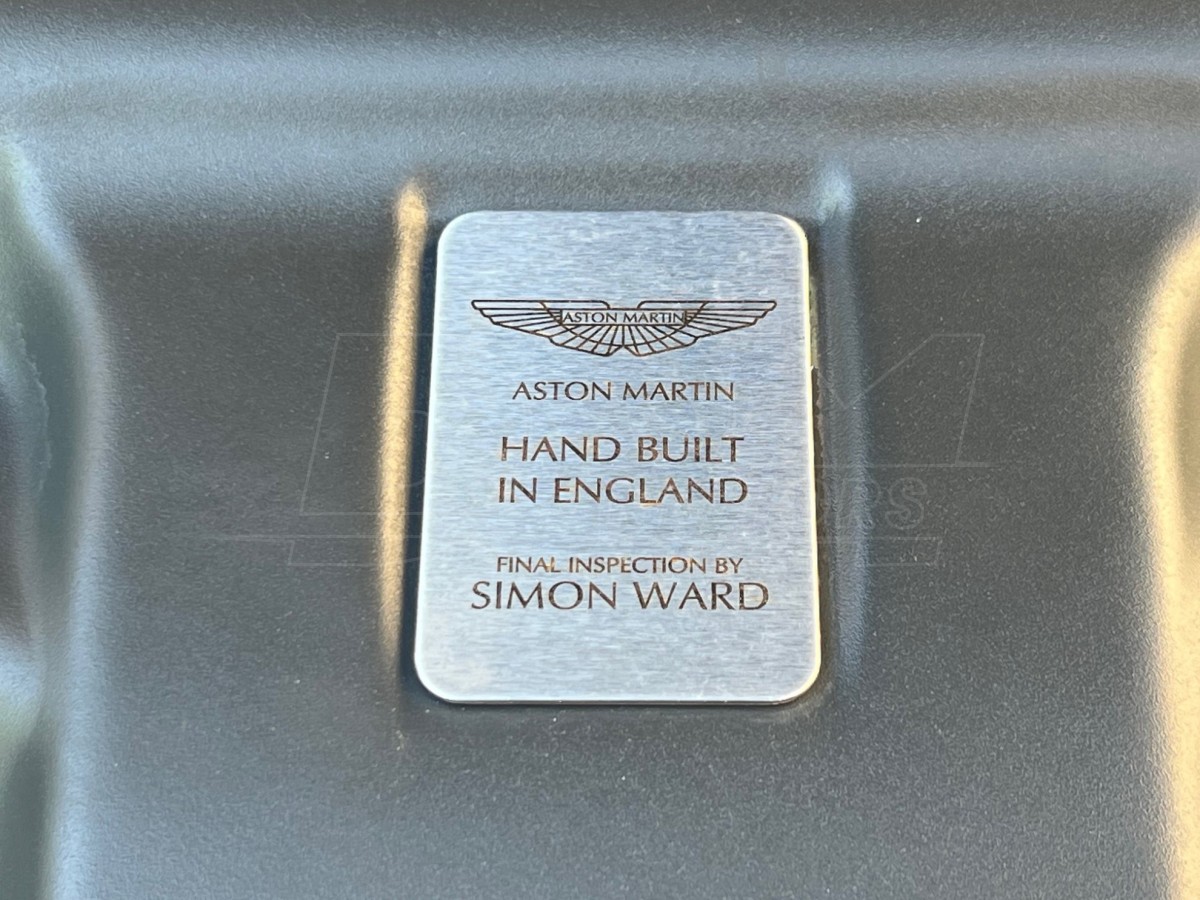 ASTON MARTIN
ASTON MARTIN
HAND BUILT
IN ENGLAND
FINAL INSPECTION BY
SIMON WARD